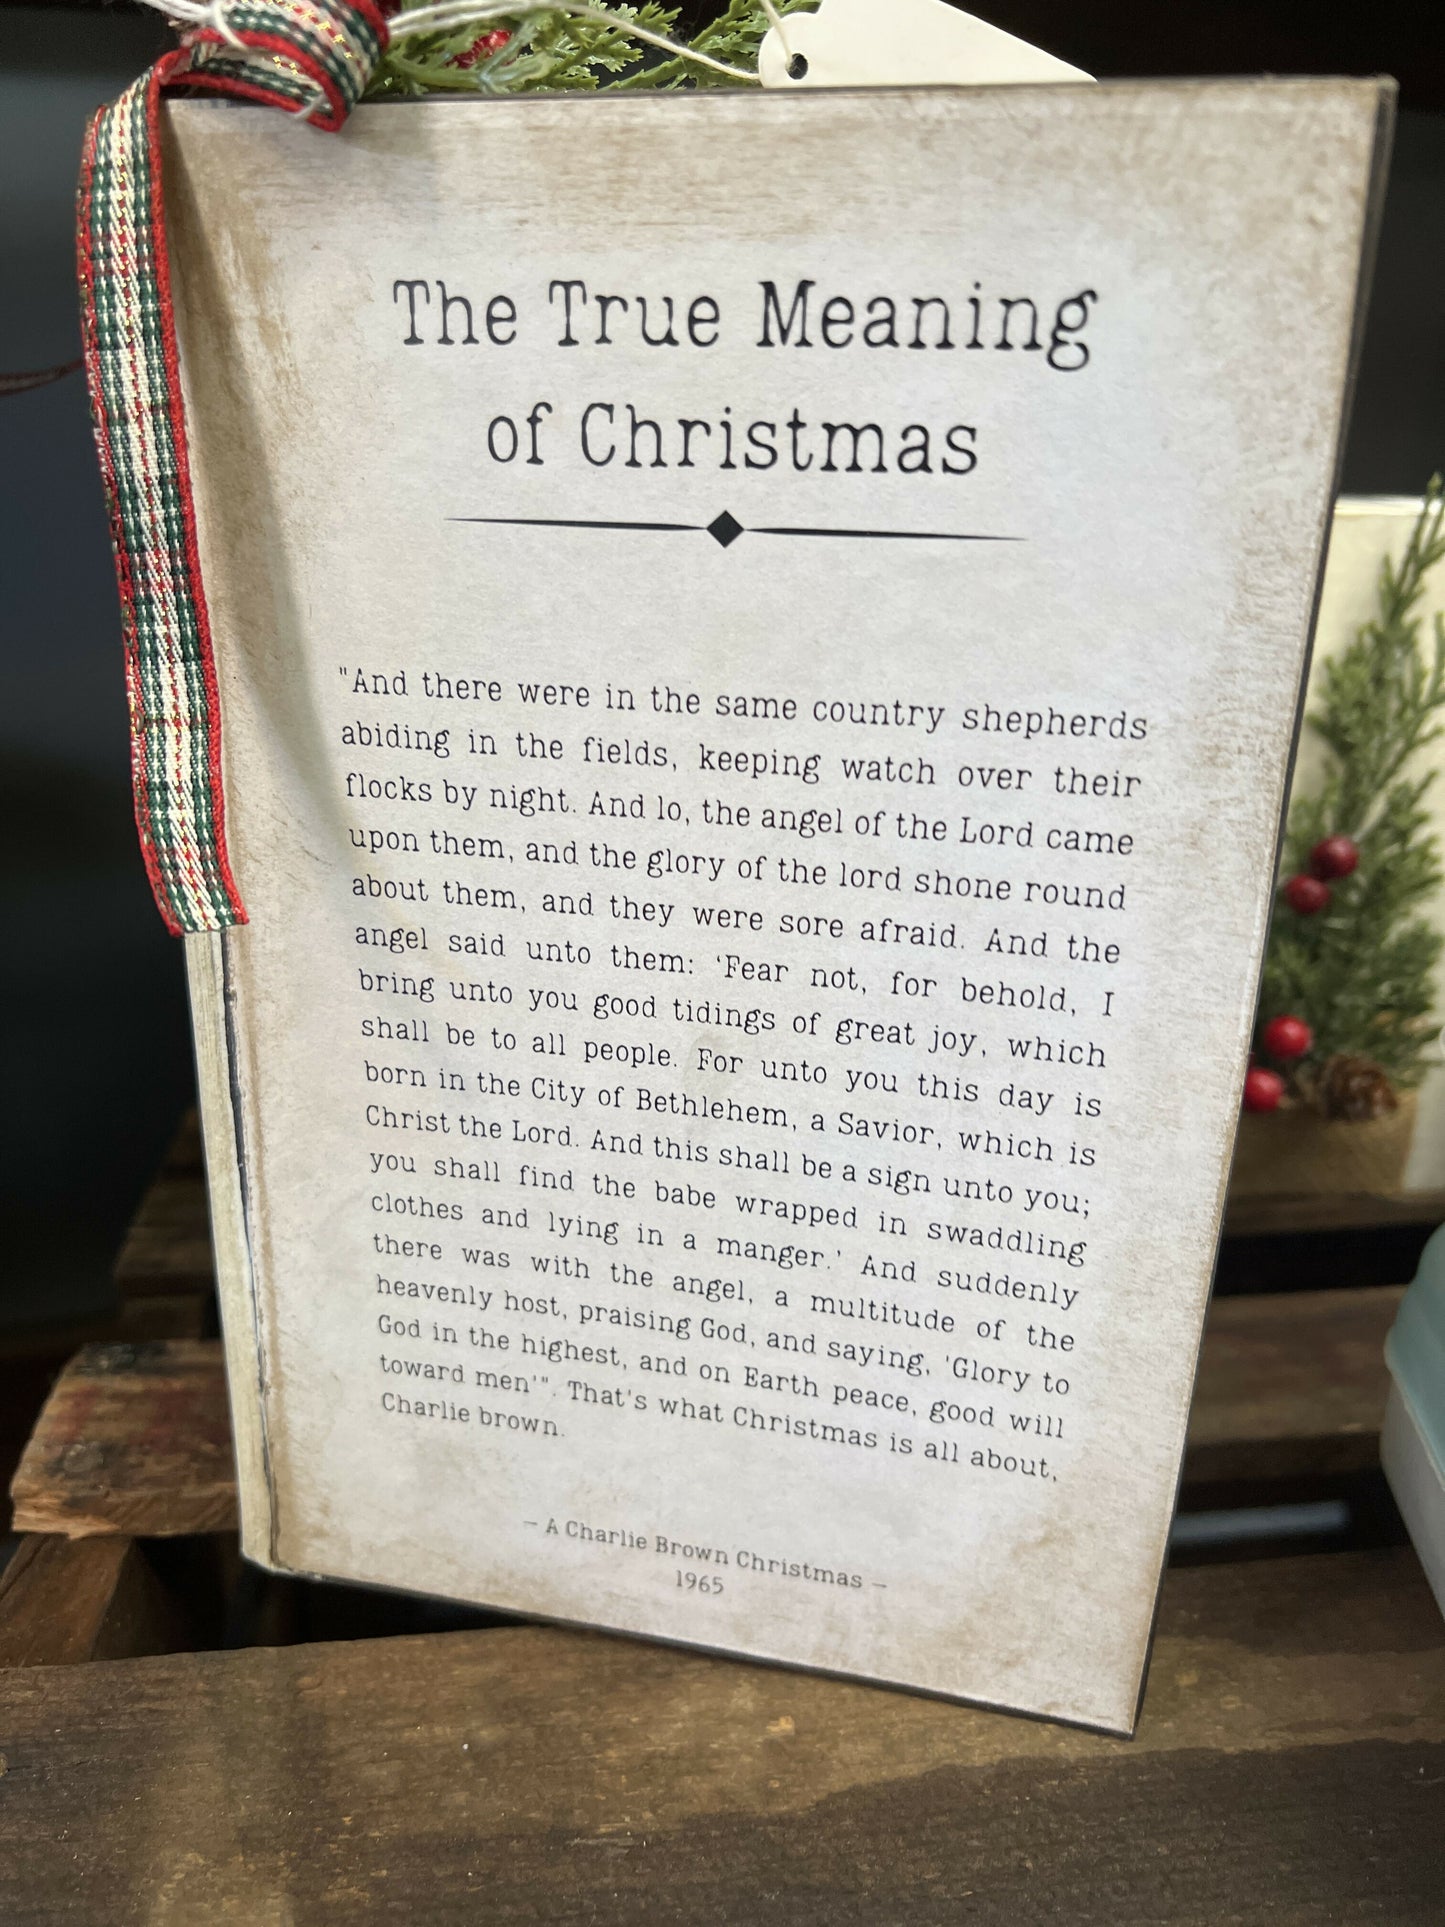 The True Meaning
of Christmas
"And there were in the same country shepherds
abiding in the fields, keeping watch over their
flocks by night. And lo, the angel of the Lord came
upon them, and the glory of the lord shone round
about them, and they were sore afraid. And the
angel said unto them: ‘Fear not, for behold, I
bring unto you good tidings of great joy, which
shall be to all people. For unto you this day is
born in the City of Bethlehem, a Savior, which is
Christ the Lord. And this shall be a sign unto you;
you shall find the babe wrapped in swaddling
clothes and lying in a manger.' And suddenly
there was with the angel, a multitude of the
heavenly host, praising God, and saying, 'Glory to
God in the highest, and on Earth peace, good will
toward men'". That's what Christmas is all about,
Charlie brown.
— A Charlie Brown Christmas —
1965